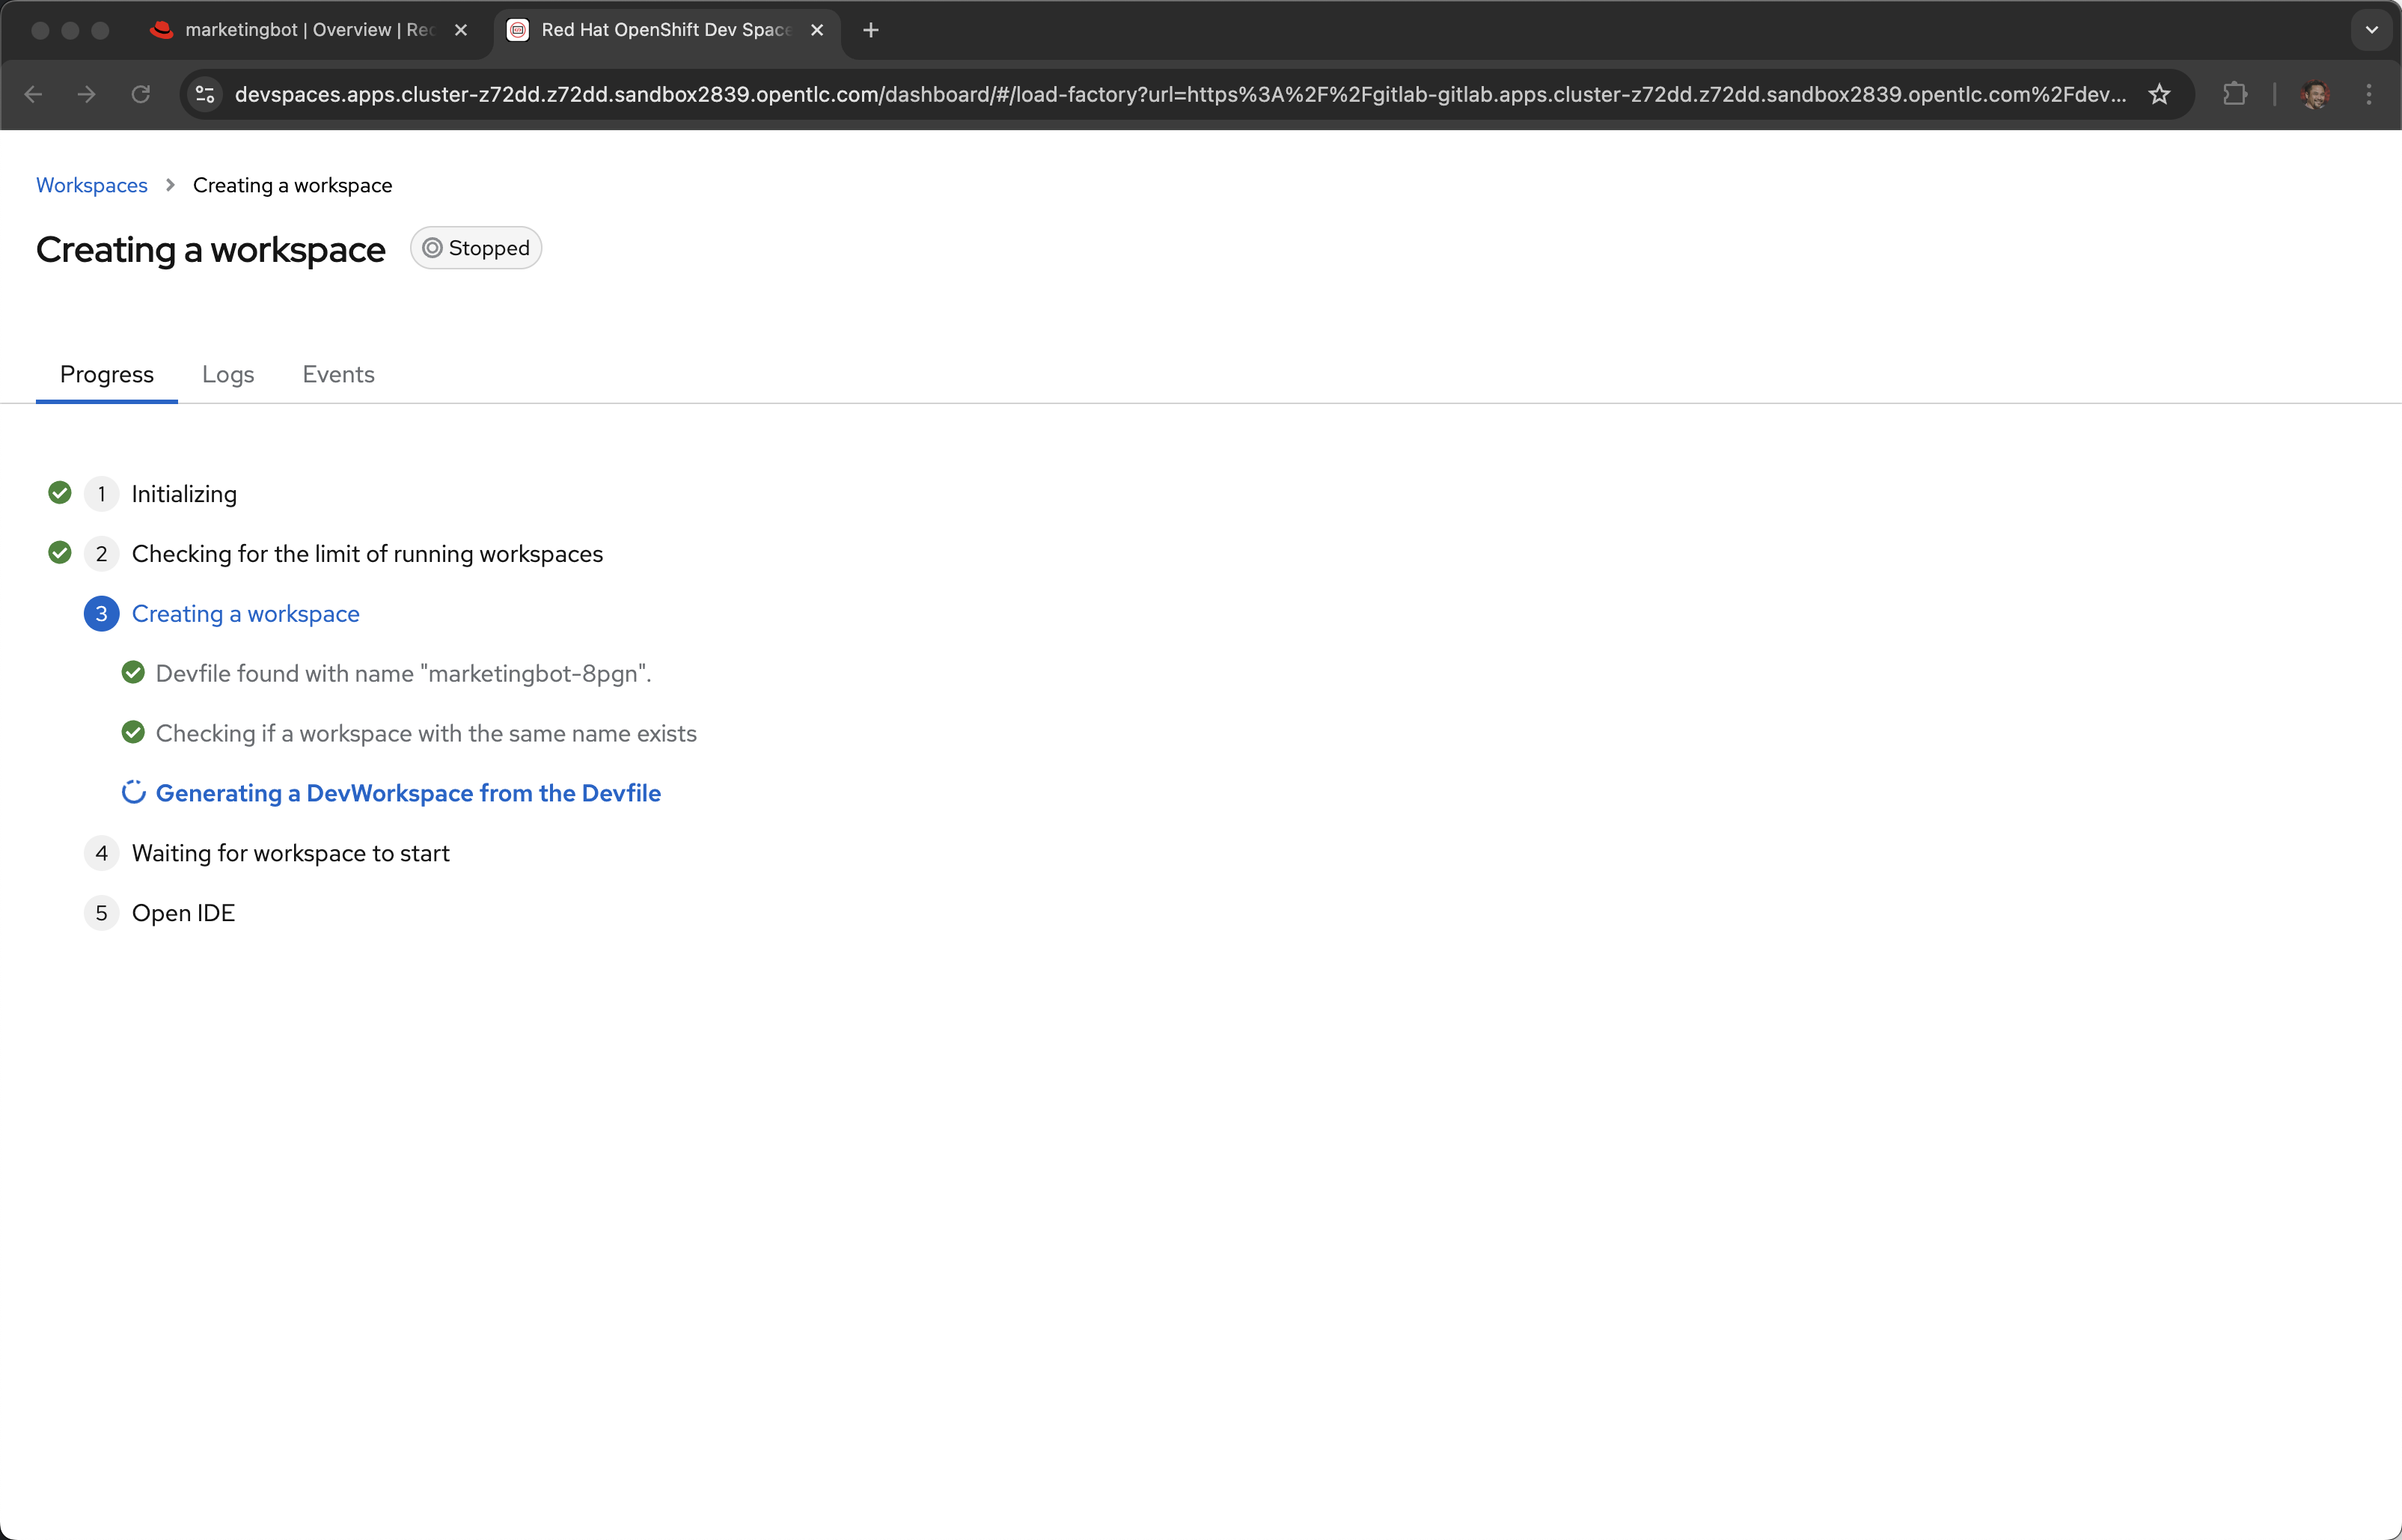 marketingbot | Overview | Red
Red Hat OpenShift Dev Space
devspaces.apps.cluster-z72dd.z72dd.sandbox2839.opentlc.com/dashboard/#/load-factory?url=https%3A%2F%2Fgitlab-gitlab.apps.cluster-z72dd.z72dd.sandbox2839.opentlc.com%2Fdev...
Workspaces > Creating a workspace
Creating a workspace Stopped
Progress Logs Events
1 Initializing
2 Checking for the limit of running workspaces
3 Creating a workspace
Devfile found with name "marketingbot-8pgn".
Checking if a workspace with the same name exists
Generating a DevWorkspace from the Devfile
4 Waiting for workspace to start
5 Open IDE